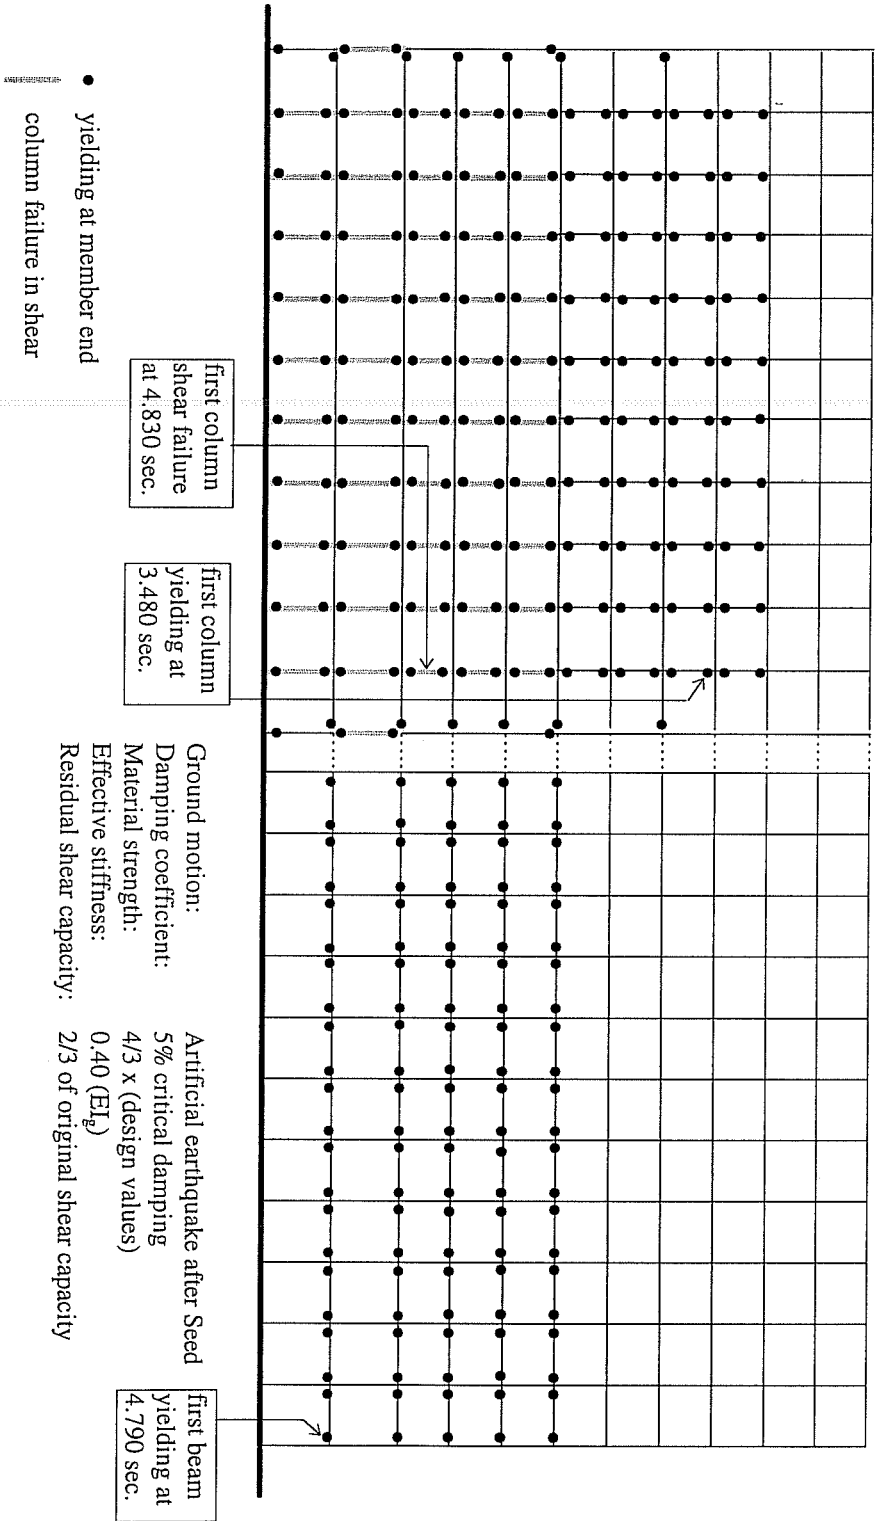 first column
shear failure
at 4.830 sec.
first column
yielding at
3.480 sec.
first beam
yielding at
4.790 sec.
yielding at member end
column failure in shear
Ground motion: Artificial earthquake after Seed
Damping coefficient: 5% critical damping
Material strength: 4/3 x (design values)
Effective stiffness: 0.40 (EIg)
Residual shear capacity: 2/3 of original shear capacity